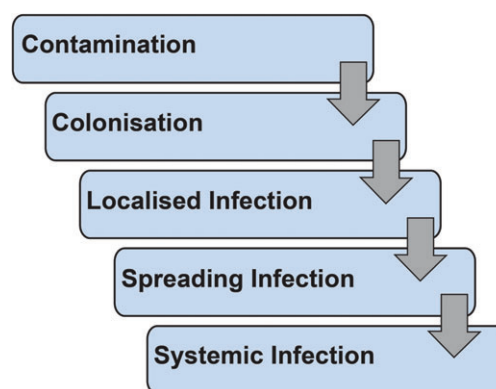 Contamination
Colonisation
Localised Infection
Spreading Infection
Systemic Infection